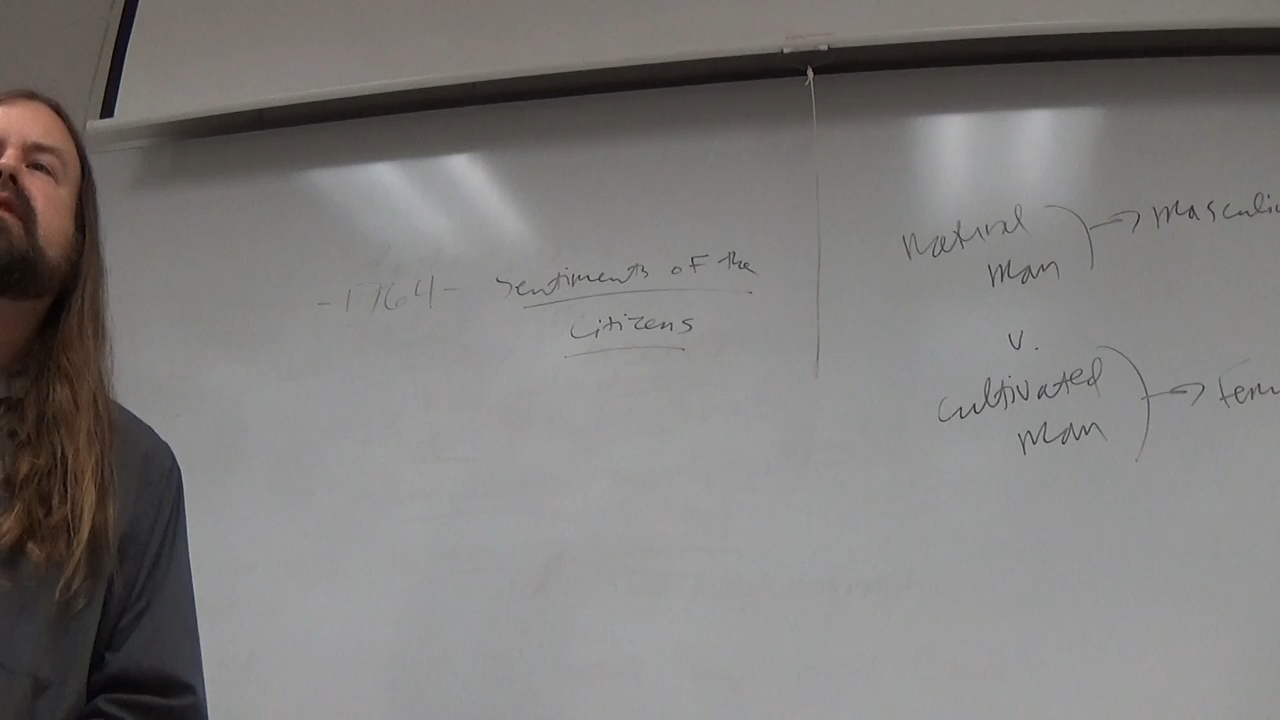 -1764- Sentiments of the
Citizens
natural
man
→ masculi
v.
cultivated
man
→ fem